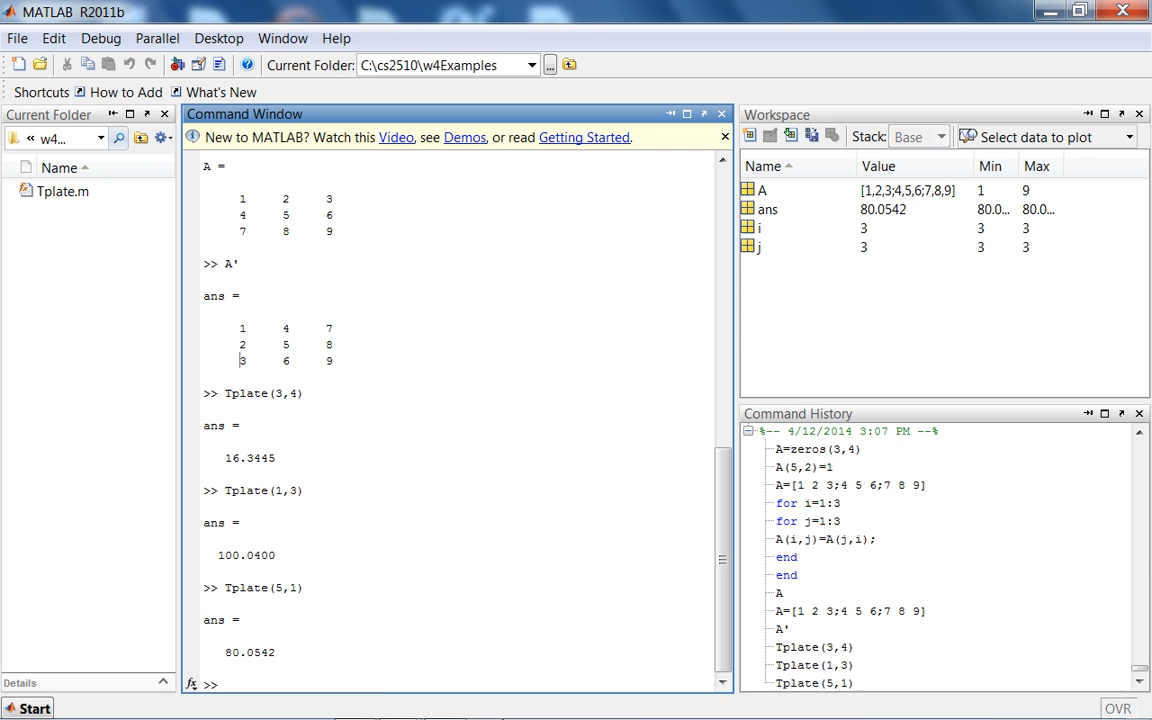 MATLAB R2011b
File Edit Debug Parallel Desktop Window Help
Current Folder: C:\cs2510\w4Examples ...
Shortcuts How to Add What's New
Current Folder
« w4...
Name
Tplate.m
Details
Command Window
New to MATLAB? Watch this Video, see Demos, or read Getting Started.
A =
1 2 3
4 5 6
7 8 9
>> A'
ans =
1 4 7
2 5 8
3 6 9
>> Tplate(3,4)
ans =
16.3445
>> Tplate(1,3)
ans =
100.0400
>> Tplate(5,1)
ans =
80.0542
fx >>
Workspace
Stack: Base Select data to plot
Name Value Min Max
A [1,2,3;4,5,6;7,8,9] 1 9
ans 80.0542 80.0... 80.0...
i 3 3 3
j 3 3 3
Command History
%-- 4/12/2014 3:07 PM --%
A=zeros(3,4)
A(5,2)=1
A=[1 2 3;4 5 6;7 8 9]
for i=1:3
for j=1:3
A(i,j)=A(j,i);
end
end
A
A=[1 2 3;4 5 6;7 8 9]
A'
Tplate(3,4)
Tplate(1,3)
Tplate(5,1)
Start OVR